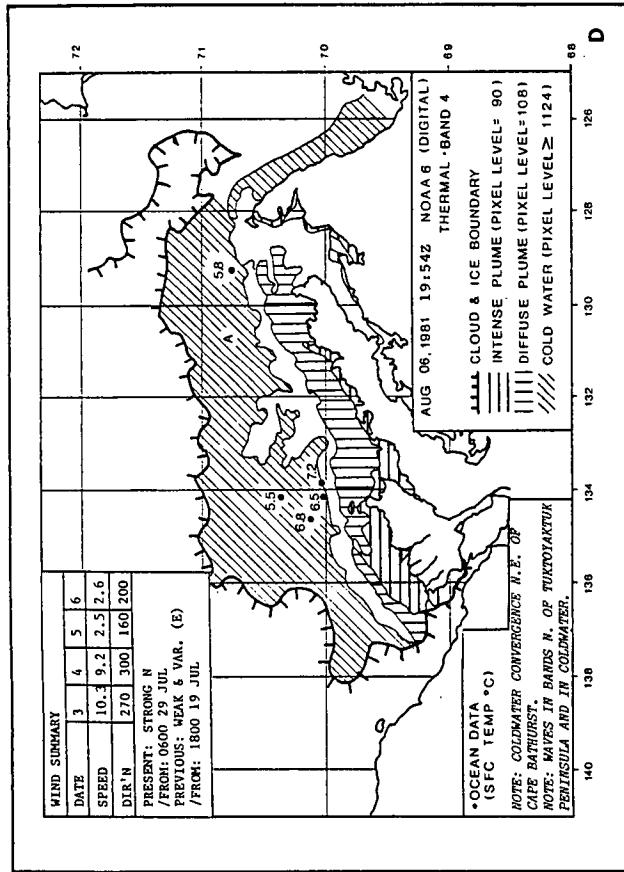 WIND SUMMARY
DATE 3 4 5 6
SPEED 10.3 9.2 2.5 2.6
DIR'N 270 300 160 200
PRESENT: STRONG N
/FROM: 0600 29 JUL
PREVIOUS: WEAK & VAR. (E)
/FROM: 1800 19 JUL
72
71
70
69
68
5.8
A
5.5
6.8
6.5
7.2
•OCEAN DATA
(SFC TEMP °C)
NOTE: COLDWATER CONVERGENCE N.E. OF
CAPE BATHURST.
NOTE: WAVES IN BANDS N. OF TUKTOYAKTUK
PENINSULA AND IN COLDWATER.
AUG 06, 1981 19:54Z NOAA 6 (DIGITAL)
THERMAL - BAND 4
CLOUD & ICE BOUNDARY
INTENSE PLUME (PIXEL LEVEL= 90)
DIFFUSE PLUME (PIXEL LEVEL=108)
COLD WATER (PIXEL LEVEL ≥ 1124)
140 138 136 134 132 130 128 126
D